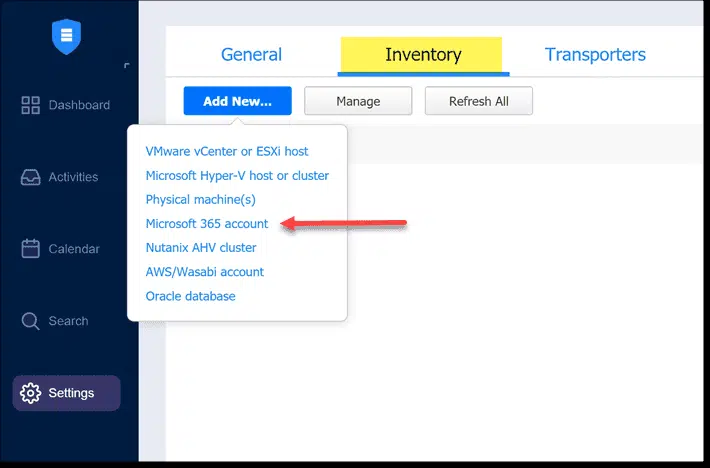 General
Inventory
Transporters
Add New...
Manage
Refresh All
VMware vCenter or ESXi host
Microsoft Hyper-V host or cluster
Physical machine(s)
Microsoft 365 account
Nutanix AHV cluster
AWS/Wasabi account
Oracle database
Dashboard
Activities
Calendar
Search
Settings